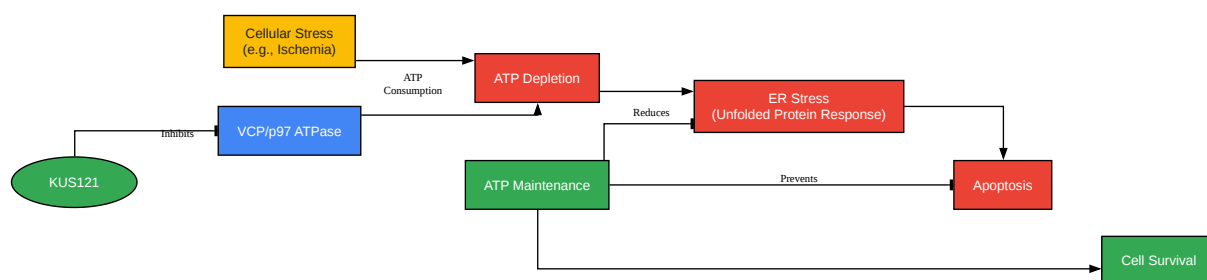 Cellular Stress
(e.g., Ischemia)
ATP
Consumption
ATP Depletion
ER Stress
(Unfolded Protein Response)
Inhibits
VCP/p97 ATPase
Reduces
KUS121
ATP Maintenance
Prevents
Apoptosis
Cell Survival